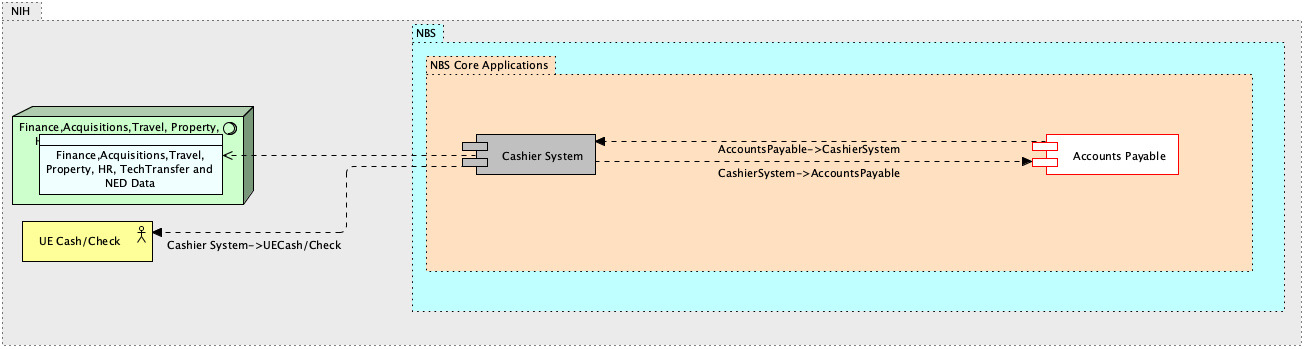 NIH
NBS
NBS Core Applications
Finance,Acquisitions,Travel, Property,
Finance,Acquisitions,Travel,
Property, HR, TechTransfer and
NED Data
Cashier System
AccountsPayable->CashierSystem
CashierSystem->AccountsPayable
Accounts Payable
UE Cash/Check
Cashier System->UECash/Check